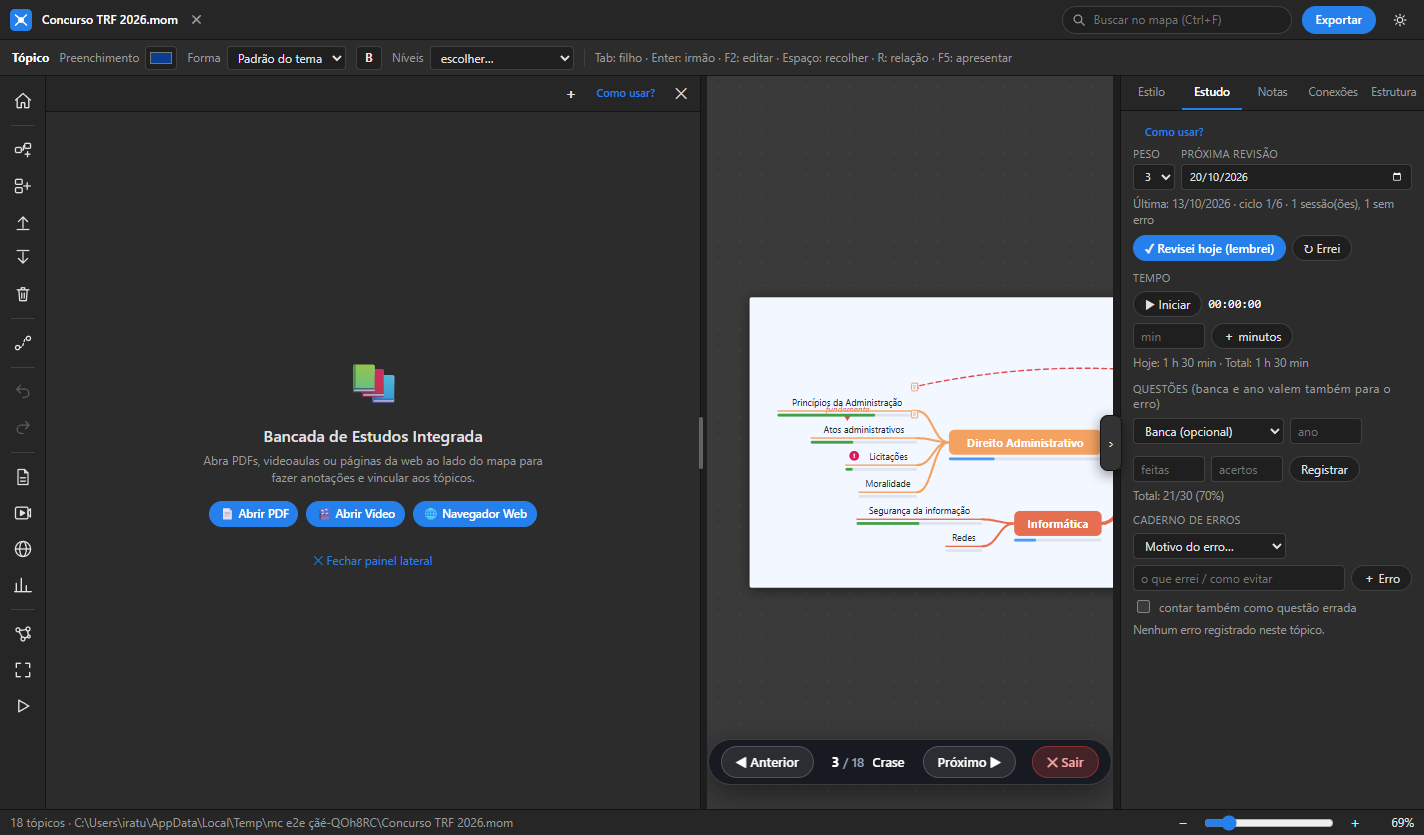 Concurso TRF 2026.mom
Buscar no mapa (Ctrl+F)
Exportar
Tópico Preenchimento Forma Padrão do tema B Níveis escolher... Tab: filho · Enter: irmão · F2: editar · Espaço: recolher · R: relação · F5: apresentar
+ Como usar?
Bancada de Estudos Integrada
Abra PDFs, videoaulas ou páginas da web ao lado do mapa para
fazer anotações e vincular aos tópicos.
Abrir PDF Abrir Vídeo Navegador Web
Fechar painel lateral
Princípios da Administração
fundamenta
Atos administrativos
Licitações
Moralidade
Direito Administrativo
Segurança da informação
Redes
Informática
Anterior 3 / 18 Crase Próximo Sair
Estilo Estudo Notas Conexões Estrutura
Como usar?
PESO PRÓXIMA REVISÃO
3 20/10/2026
Última: 13/10/2026 · ciclo 1/6 · 1 sessão(ões), 1 sem
erro
✓ Revisei hoje (lembrei) ↻ Errei
TEMPO
Iniciar 00:00:00
min + minutos
Hoje: 1 h 30 min · Total: 1 h 30 min
QUESTÕES (banca e ano valem também para o
erro)
Banca (opcional) ano
feitas acertos Registrar
Total: 21/30 (70%)
CADERNO DE ERROS
Motivo do erro...
o que errei / como evitar + Erro
contar também como questão errada
Nenhum erro registrado neste tópico.
18 tópicos · C:\Users\iratu\AppData\Local\Temp\mc e2e çãé-QOh8RC\Concurso TRF 2026.mom
− + 69%